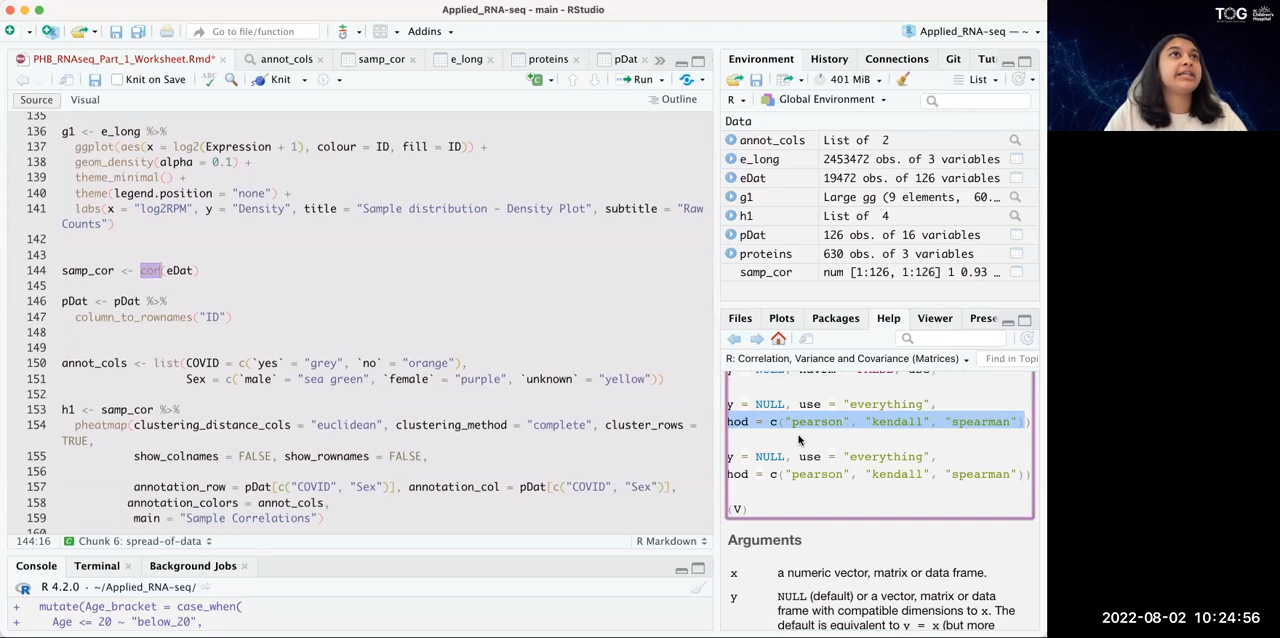 Applied_RNA-seq - main - RStudio
Go to file/function
Addins
Applied_RNA-seq — ~
PHB_RNAseq_Part_1_Worksheet.Rmd*
annot_cols
samp_cor
e_long
proteins
pDat
Knit on Save
ABC
Knit
Run
Source
Visual
Outline
135
136 g1 <- e_long %>%
137 ggplot(aes(x = log2(Expression + 1), colour = ID, fill = ID)) +
138 geom_density(alpha = 0.1) +
139 theme_minimal() +
140 theme(legend.position = "none") +
141 labs(x = "log2RPM", y = "Density", title = "Sample distribution - Density Plot", subtitle = "Raw
Counts")
142
143
144 samp_cor <- cor(eDat)
145
146 pDat <- pDat %>%
147 column_to_rownames("ID")
148
149
150 annot_cols <- list(COVID = c(`yes` = "grey", `no` = "orange"),
151 Sex = c(`male` = "sea green", `female` = "purple", `unknown` = "yellow"))
152
153 h1 <- samp_cor %>%
154 pheatmap(clustering_distance_cols = "euclidean", clustering_method = "complete", cluster_rows =
TRUE,
155 show_colnames = FALSE, show_rownames = FALSE,
156
157 annotation_row = pDat[c("COVID", "Sex")], annotation_col = pDat[c("COVID", "Sex")],
158 annotation_colors = annot_cols,
159 main = "Sample Correlations")
160
144:16
Chunk 6: spread-of-data
R Markdown
Console
Terminal
Background Jobs
R 4.2.0 · ~/Applied_RNA-seq/
+ mutate(Age_bracket = case_when(
+ Age <= 20 ~ "below_20",
Environment
History
Connections
Git
Tut
401 MiB
List
R
Global Environment
Data
annot_cols List of 2
e_long 2453472 obs. of 3 variables
eDat 19472 obs. of 126 variables
g1 Large gg (9 elements, 60.…
h1 List of 4
pDat 126 obs. of 16 variables
proteins 630 obs. of 3 variables
samp_cor num [1:126, 1:126] 1 0.93 …
Files
Plots
Packages
Help
Viewer
Prese
R: Correlation, Variance and Covariance (Matrices)
Find in Topi
y = NULL, use = "everything",
hod = c("pearson", "kendall", "spearman"))
y = NULL, use = "everything",
hod = c("pearson", "kendall", "spearman"))
(V)
Arguments
x a numeric vector, matrix or data frame.
y NULL (default) or a vector, matrix or data
frame with compatible dimensions to x. The
default is equivalent to y = x (but more
TOG
BC Children's
Hospital
2022-08-02 10:24:56